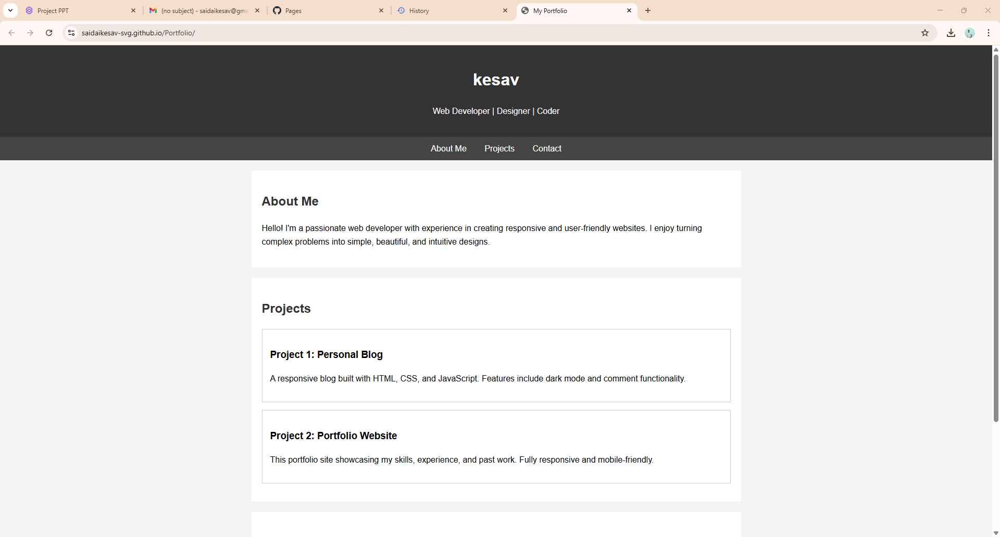 Project PPT
(no subject) - saidaikesav@gma
Pages
History
My Portfolio
saidaikesav-svg.github.io/Portfolio/
kesav
Web Developer | Designer | Coder
About Me Projects Contact
About Me
Hello! I'm a passionate web developer with experience in creating responsive and user-friendly websites. I enjoy turning
complex problems into simple, beautiful, and intuitive designs.
Projects
Project 1: Personal Blog
A responsive blog built with HTML, CSS, and JavaScript. Features include dark mode and comment functionality.
Project 2: Portfolio Website
This portfolio site showcasing my skills, experience, and past work. Fully responsive and mobile-friendly.